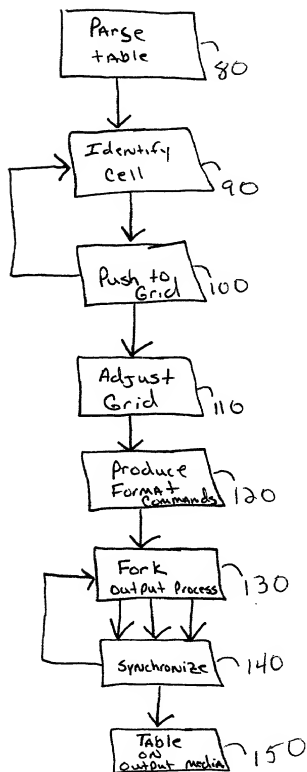 Parse
table
80
Identify
Cell
90
Push to
Grid
100
Adjust
Grid
110
Produce
Format
Commands
120
Fork
Output Process
130
Synchronize
140
Table
on
Output Media
150